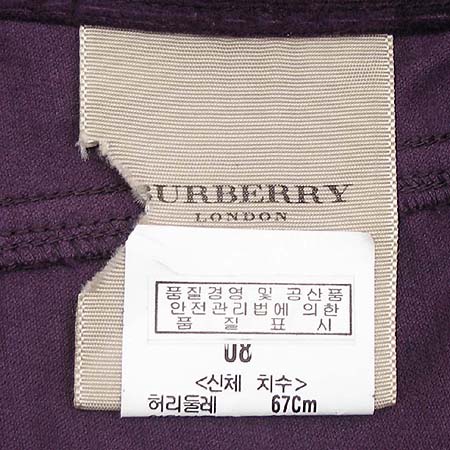 BURBERRY
LONDON
품질경영 및 공산품
안전관리법에 의한
품 질 표 시
08
<신체 치수>
허리둘레 67Cm